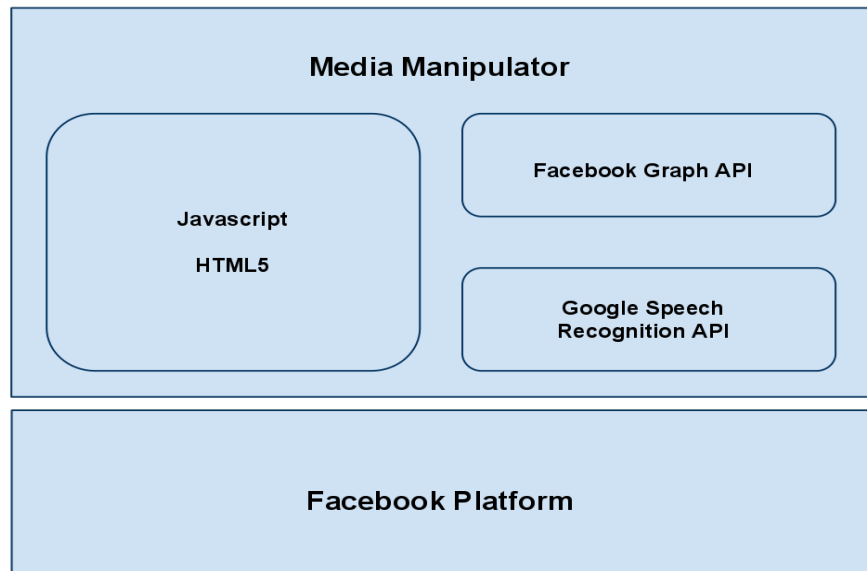 Media Manipulator
Javascript
HTML5
Facebook Graph API
Google Speech
Recognition API
Facebook Platform